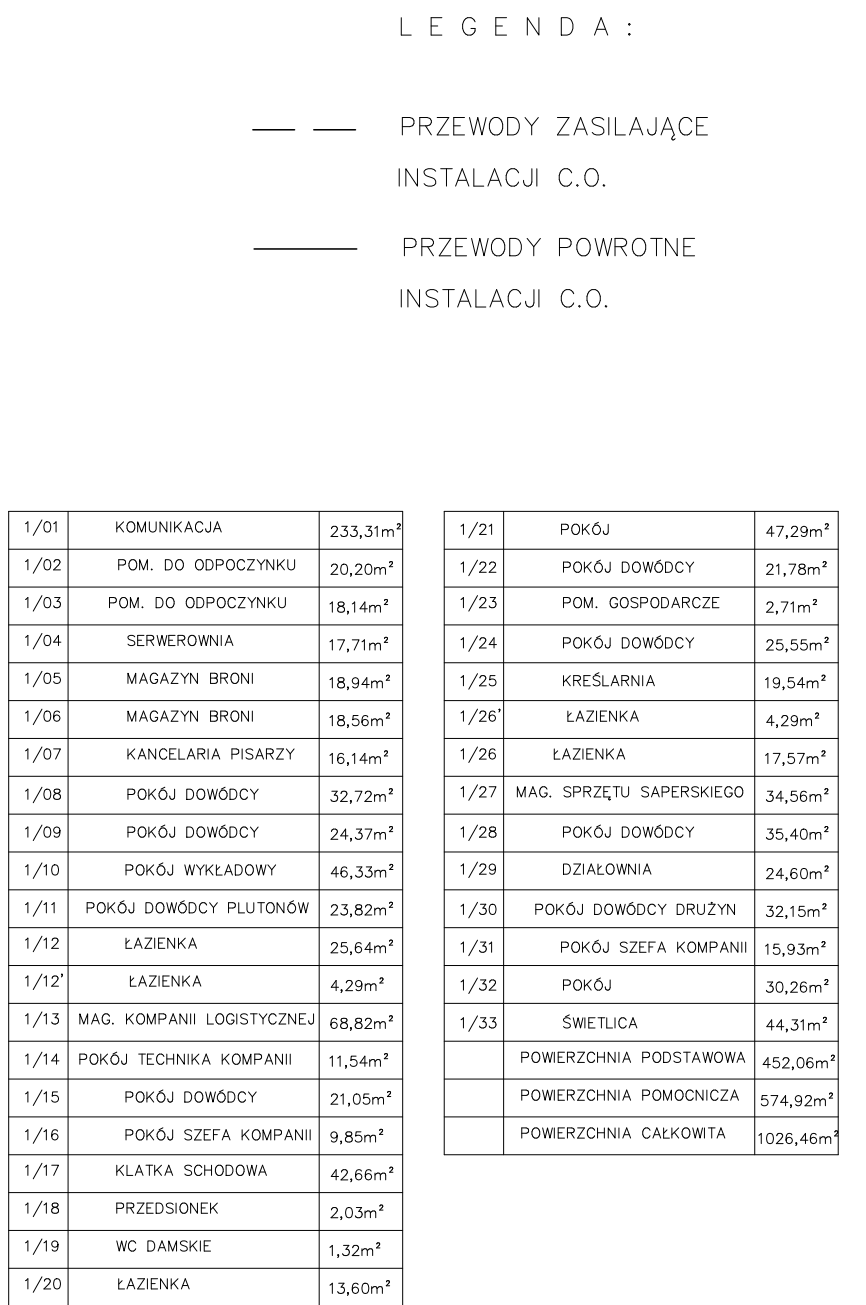 L E G E N D A :
PRZEWODY ZASILAJĄCE
INSTALACJI C.O.
PRZEWODY POWROTNE
INSTALACJI C.O.
1/01 KOMUNIKACJA 233,31m²
1/02 POM. DO ODPOCZYNKU 20,20m²
1/03 POM. DO ODPOCZYNKU 18,14m²
1/04 SERWEROWNIA 17,71m²
1/05 MAGAZYN BRONI 18,94m²
1/06 MAGAZYN BRONI 18,56m²
1/07 KANCELARIA PISARZY 16,14m²
1/08 POKÓJ DOWÓDCY 32,72m²
1/09 POKÓJ DOWÓDCY 24,37m²
1/10 POKÓJ WYKŁADOWY 46,33m²
1/11 POKÓJ DOWÓDCY PLUTONÓW 23,82m²
1/12 ŁAZIENKA 25,64m²
1/12' ŁAZIENKA 4,29m²
1/13 MAG. KOMPANII LOGISTYCZNEJ 68,82m²
1/14 POKÓJ TECHNIKA KOMPANII 11,54m²
1/15 POKÓJ DOWÓDCY 21,05m²
1/16 POKÓJ SZEFA KOMPANII 9,85m²
1/17 KLATKA SCHODOWA 42,66m²
1/18 PRZEDSIONEK 2,03m²
1/19 WC DAMSKIE 1,32m²
1/20 ŁAZIENKA 13,60m²
1/21 POKÓJ 47,29m²
1/22 POKÓJ DOWÓDCY 21,78m²
1/23 POM. GOSPODARCZE 2,71m²
1/24 POKÓJ DOWÓDCY 25,55m²
1/25 KREŚLARNIA 19,54m²
1/26' ŁAZIENKA 4,29m²
1/26 ŁAZIENKA 17,57m²
1/27 MAG. SPRZĘTU SAPERSKIEGO 34,56m²
1/28 POKÓJ DOWÓDCY 35,40m²
1/29 DZIAŁOWNIA 24,60m²
1/30 POKÓJ DOWÓDCY DRUŻYN 32,15m²
1/31 POKÓJ SZEFA KOMPANII 15,93m²
1/32 POKÓJ 30,26m²
1/33 ŚWIETLICA 44,31m²
POWIERZCHNIA PODSTAWOWA 452,06m²
POWIERZCHNIA POMOCNICZA 574,92m²
POWIERZCHNIA CAŁKOWITA 1026,46m²